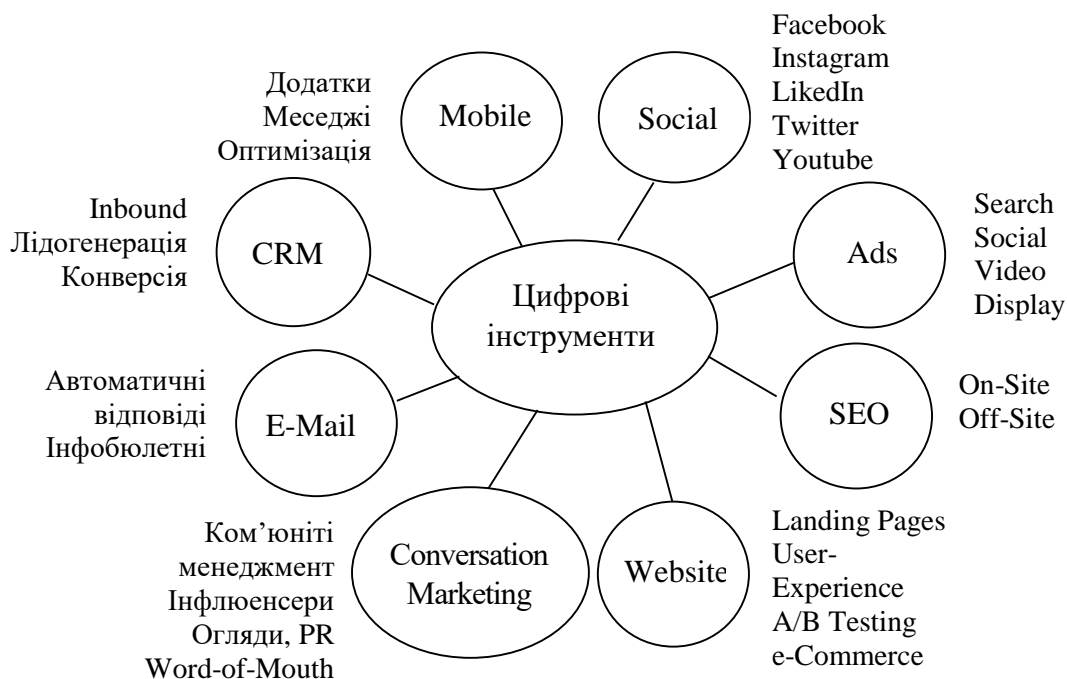 Facebook
Instagram
LikedIn
Twitter
Youtube
Social
Додатки
Меседжі
Оптимізація
Mobile
Inbound
Лідогенерація
Конверсія
CRM
Search
Social
Video
Display
Ads
Цифрові
інструменти
Автоматичні
відповіді
Інфобюлетні
E-Mail
On-Site
Off-Site
SEO
Ком’юніті
менеджмент
Інфлюенсери
Огляди, PR
Word-of-Mouth
Conversation
Marketing
Website
Landing Pages
User-
Experience
A/B Testing
e-Commerce